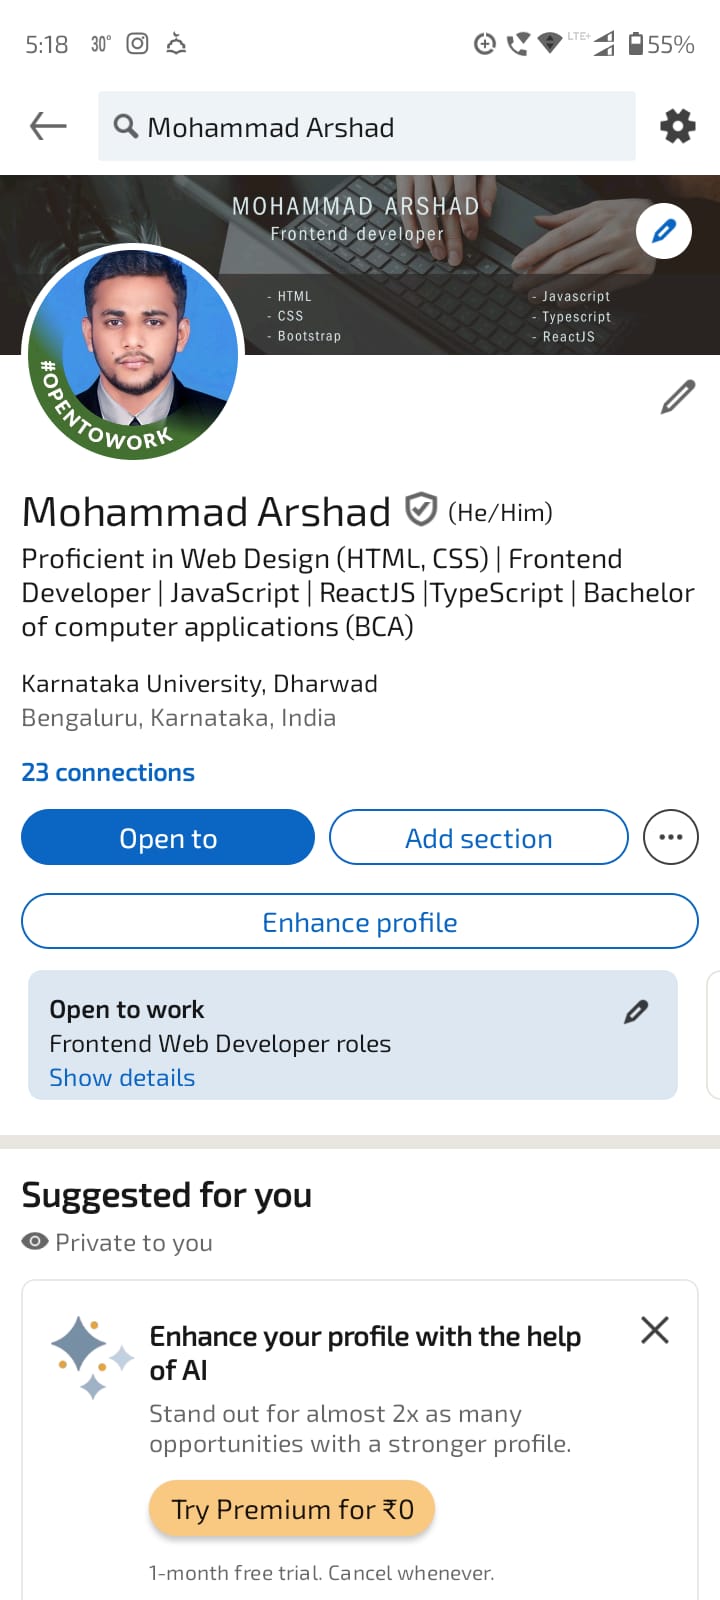 5:18 30° LTE+ 55%
Mohammad Arshad
MOHAMMAD ARSHAD
Frontend developer
- HTML
- CSS
- Bootstrap
- Javascript
- Typescript
- ReactJS
#OPENTOWORK
Mohammad Arshad (He/Him)
Proficient in Web Design (HTML, CSS) | Frontend
Developer | JavaScript | ReactJS |TypeScript | Bachelor
of computer applications (BCA)
Karnataka University, Dharwad
Bengaluru, Karnataka, India
23 connections
Open to
Add section
Enhance profile
Open to work
Frontend Web Developer roles
Show details
Suggested for you
Private to you
Enhance your profile with the help
of AI
Stand out for almost 2x as many
opportunities with a stronger profile.
Try Premium for ₹0
1-month free trial. Cancel whenever.